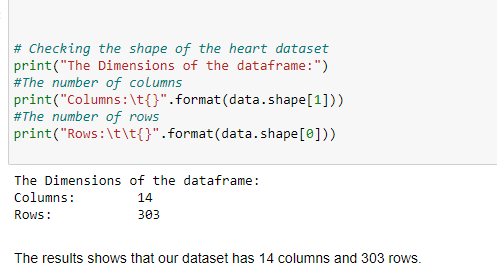 # Checking the shape of the heart dataset
print("The Dimensions of the dataframe:")
#The number of columns
print("Columns:\t{}".format(data.shape[1]))
#The number of rows
print("Rows:\t\t{}".format(data.shape[0]))
The Dimensions of the dataframe:
Columns: 14
Rows: 303
The results shows that our dataset has 14 columns and 303 rows.